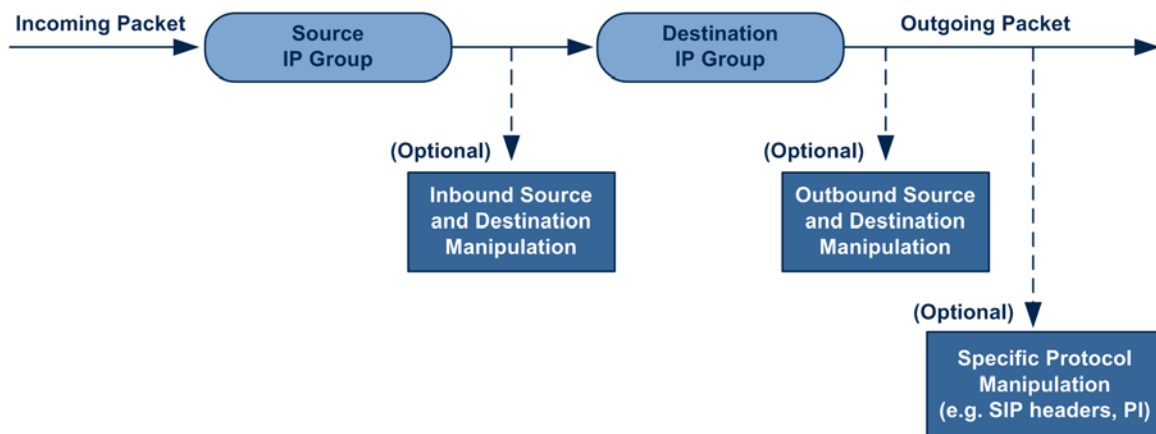 Incoming Packet
Source
IP Group
Destination
IP Group
Outgoing Packet
(Optional)
Inbound Source
and Destination
Manipulation
(Optional)
Outbound Source
and Destination
Manipulation
(Optional)
Specific Protocol
Manipulation
(e.g. SIP headers, PI)